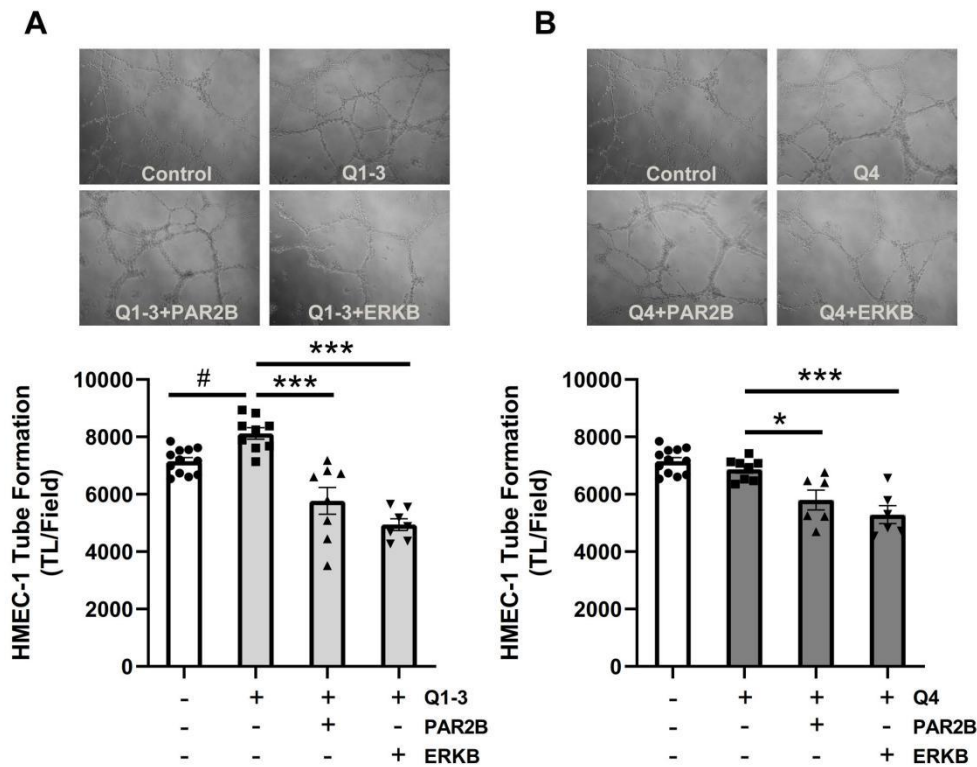 A
Control
Q1-3
Q1-3+PAR2B
Q1-3+ERKB
HMEC-1 Tube Formation
(TL/Field)
10000
8000
6000
4000
2000
0
#
***
***
- + + + Q1-3
- - + - PAR2B
- - - + ERKB
B
Control
Q4
Q4+PAR2B
Q4+ERKB
HMEC-1 Tube Formation
(TL/Field)
10000
8000
6000
4000
2000
0
***
*
- + + + Q4
- - + - PAR2B
- - - + ERKB